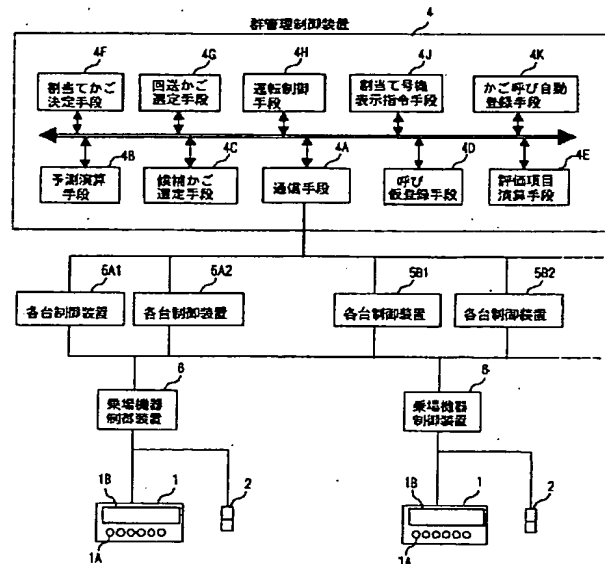 群管理制御装置
4
4F
4G
4H
4J
4K
割当てかご
決定手段
回送かご
選定手段
運転制御
手段
割当て号機
表示指令手段
かご呼び自動
登録手段
4B
4C
4A
4D
4E
予測演算
手段
候補かご
選定手段
通信手段
呼び
仮登録手段
評価項目
演算手段
5A1
5A2
5B1
5B2
各台制御装置
各台制御装置
各台制御装置
各台制御装置
6
6
乗場機器
制御装置
乗場機器
制御装置
1B
1
2
1B
1
2
1A
1A